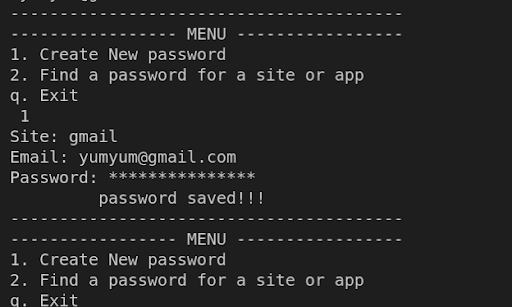 ----------------------------------------
----------------- MENU -----------------
1. Create New password
2. Find a password for a site or app
q. Exit
1
Site: gmail
Email: yumyum@gmail.com
Password: ***************
password saved!!!
----------------------------------------
----------------- MENU -----------------
1. Create New password
2. Find a password for a site or app
q. Exit